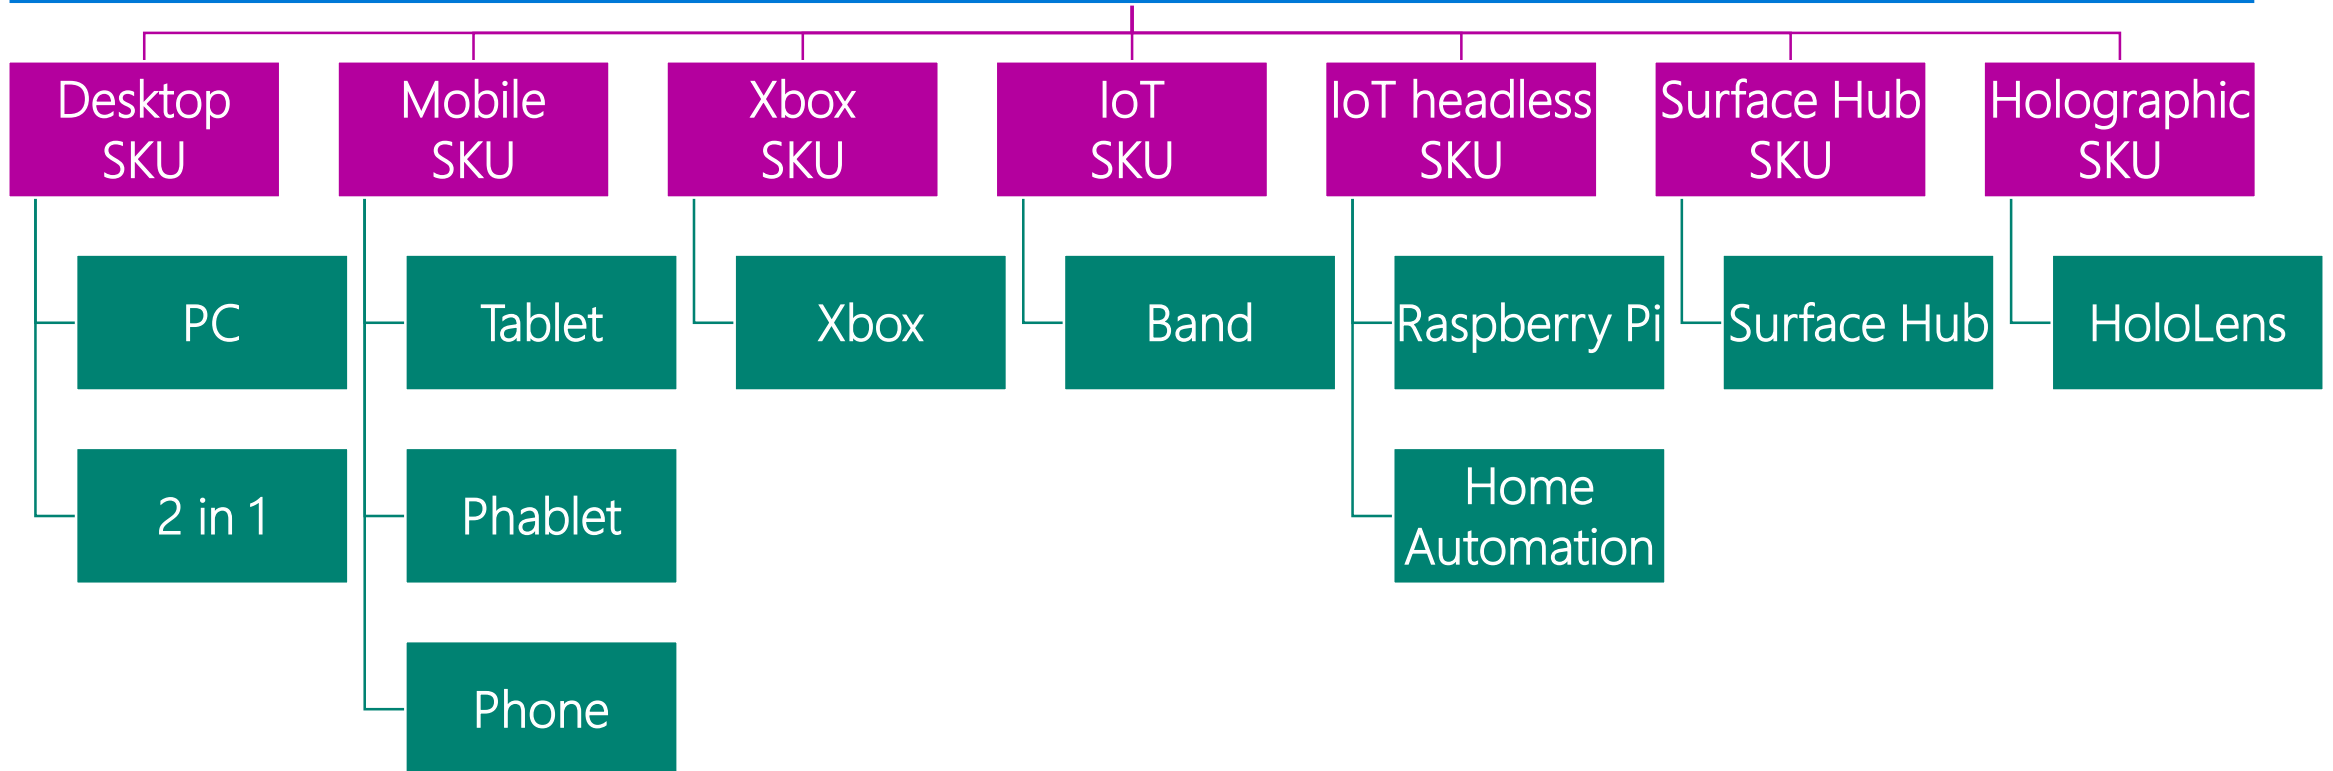 Desktop
SKU
Mobile
SKU
Xbox
SKU
IoT
SKU
IoT headless
SKU
Surface Hub
SKU
Holographic
SKU
PC
Tablet
Xbox
Band
Raspberry Pi
Surface Hub
HoloLens
2 in 1
Phablet
Home
Automation
Phone